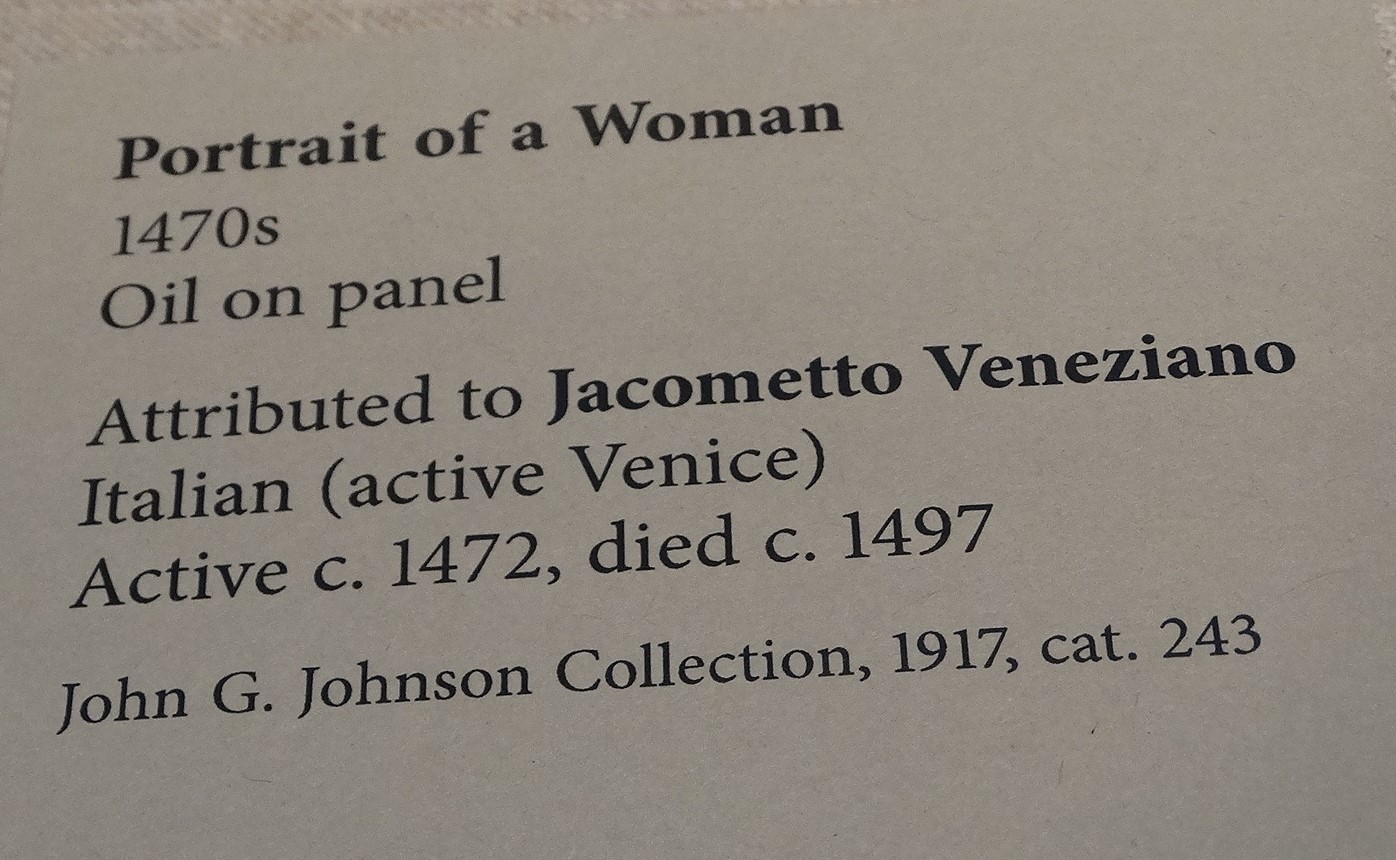 Portrait of a Woman
1470s
Oil on panel
Attributed to Jacometto Veneziano
Italian (active Venice)
Active c. 1472, died c. 1497
John G. Johnson Collection, 1917, cat. 243